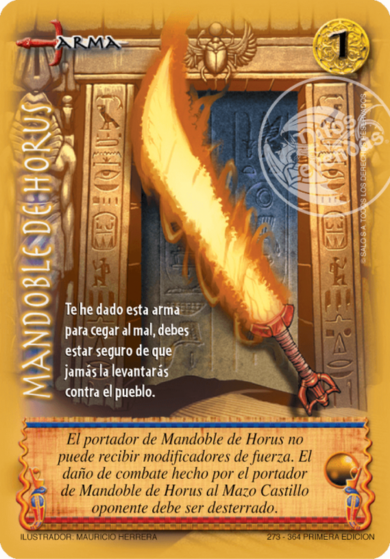 ARMA
1
MANDOBLE DE HORUS
Te he dado esta arma
para cegar al mal, debes
estar seguro de que
jamás la levantarás
contra el pueblo.
El portador de Mandoble de Horus no
puede recibir modificadores de fuerza. El
daño de combate hecho por el portador
de Mandoble de Horus al Mazo Castillo
oponente debe ser desterrado.
ILUSTRADOR: MAURICIO HERRERA
273 - 364 PRIMERA EDICION